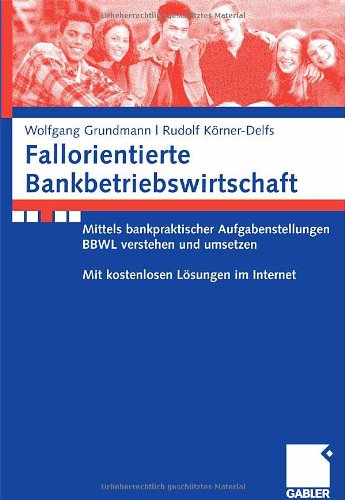 Urheberrechtlich geschütztes Material
Wolfgang Grundmann | Rudolf Körner-Delfs
Fallorientierte
Bankbetriebswirtschaft
Mittels bankpraktischer Aufgabenstellungen
BBWL verstehen und umsetzen
Mit kostenlosen Lösungen im Internet
GABLER
Urheberrechtlich geschütztes Material